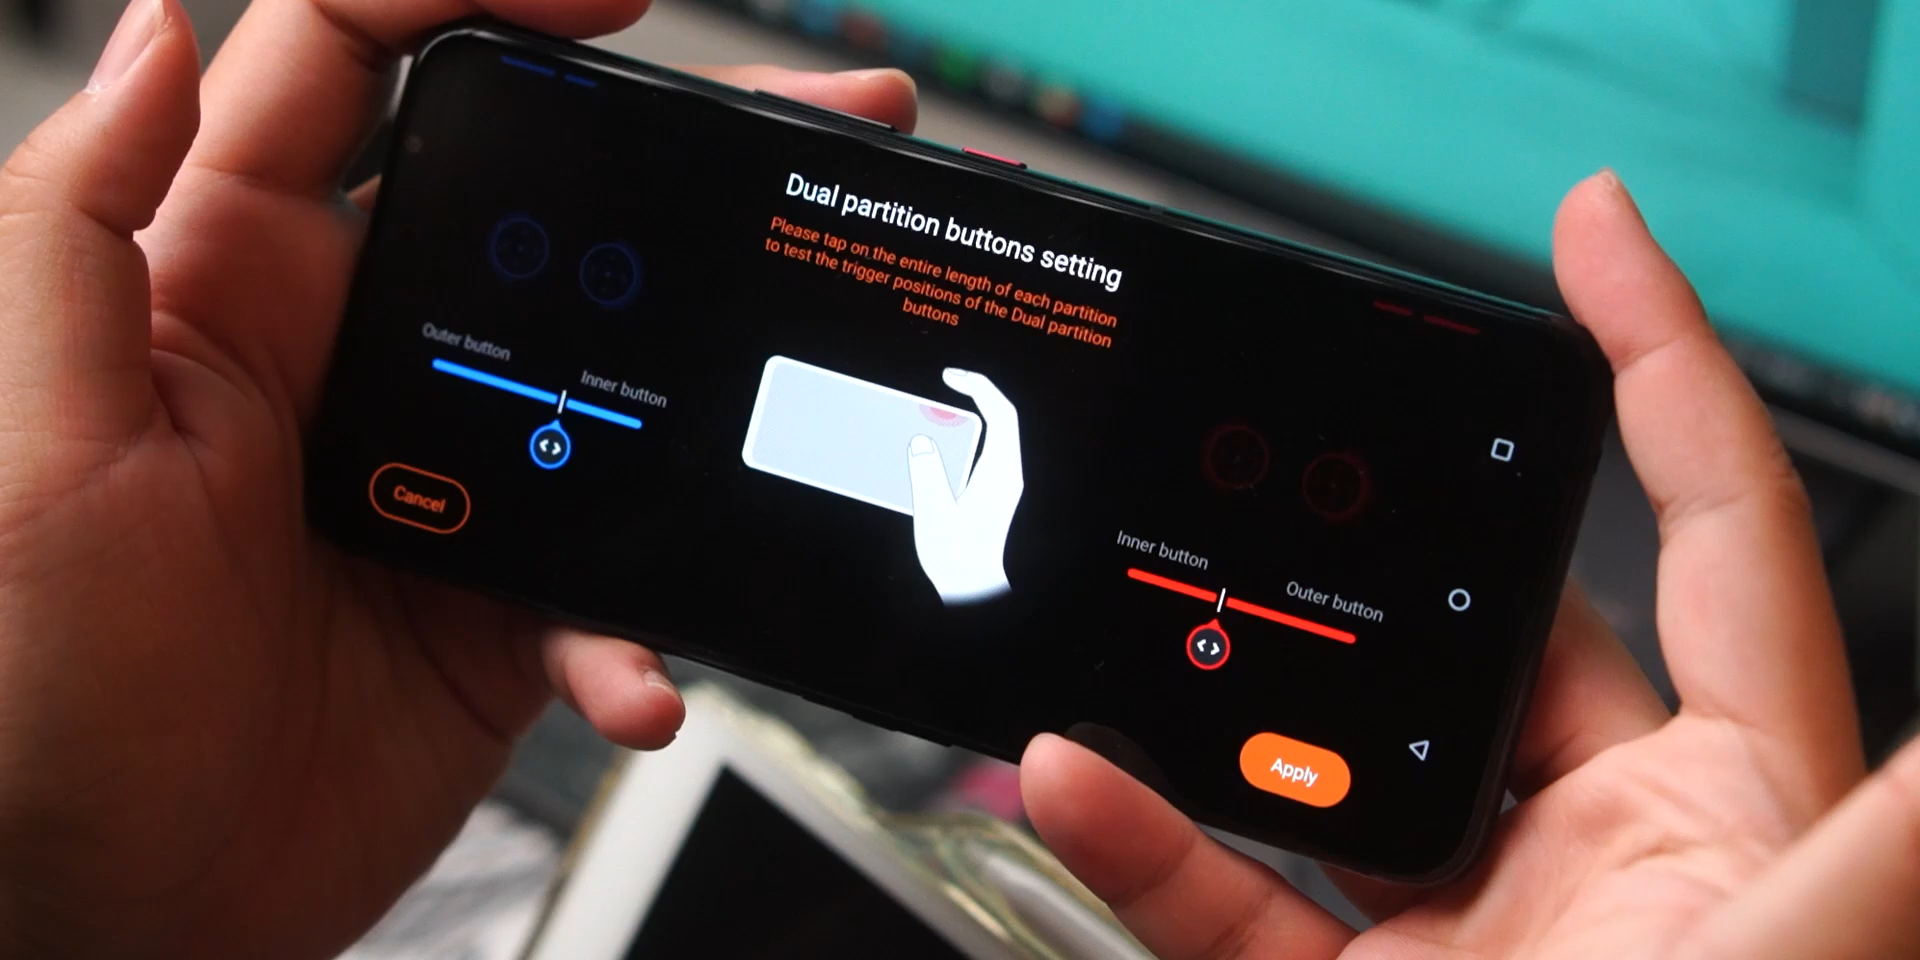 Dual partition buttons setting
Please tap on the entire length of each partition
to test the trigger positions of the Dual partition
buttons
Outer button
Inner button
Cancel
Inner button
Outer button
Apply